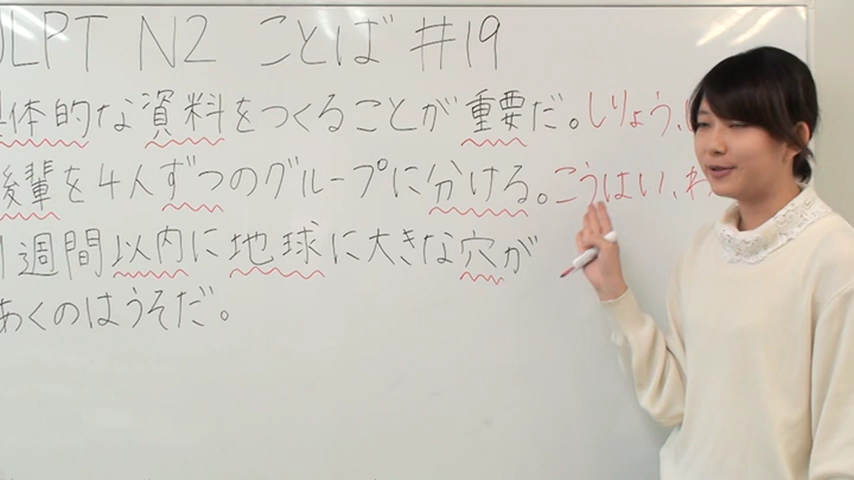 JLPT N2 ことば #19
体的な資料をつくることが重要だ。しりょう、
後輩を4人ずつのグループに分ける。こうはい、わ
1週間以内に地球に大きな穴が
あくのはうそだ。